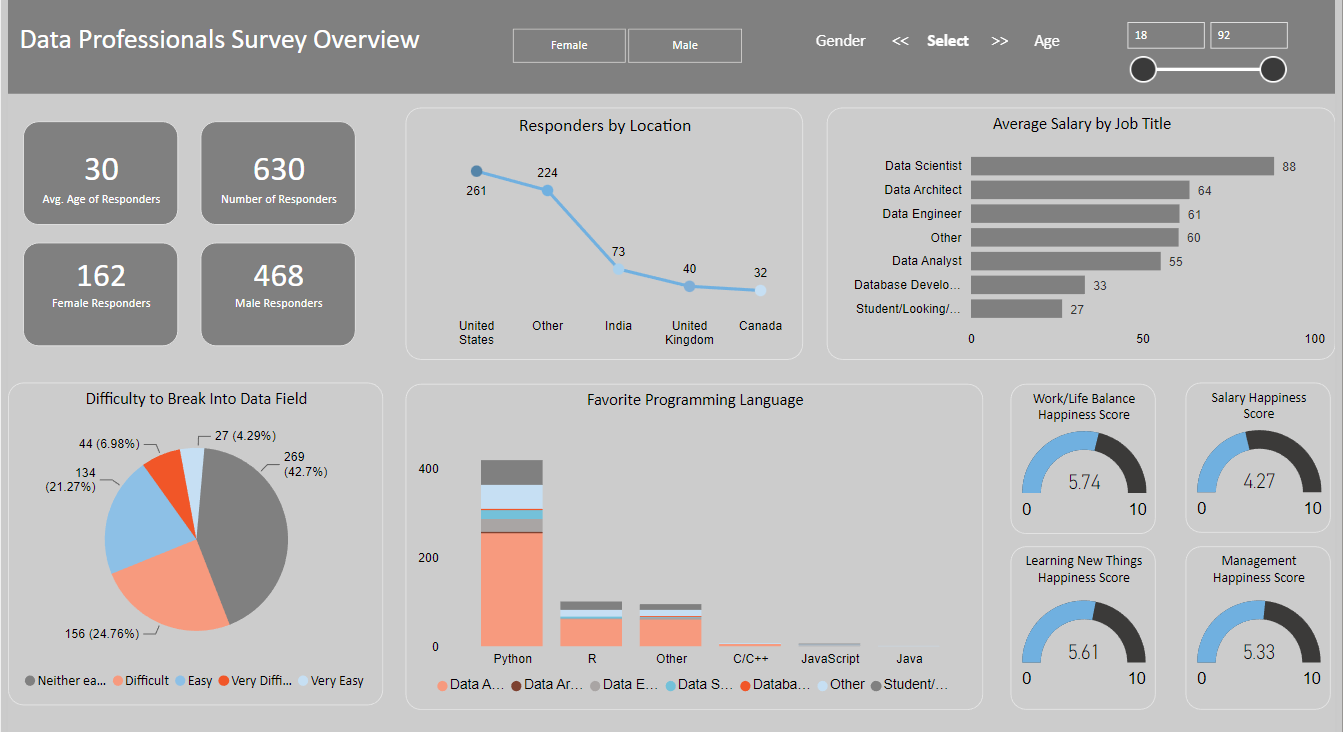 Data Professionals Survey Overview
Female
Male
Gender << Select >> Age
18
92
30
Avg. Age of Responders
630
Number of Responders
162
Female Responders
468
Male Responders
Responders by Location
261
224
73
40
32
United
States
Other
India
United
Kingdom
Canada
Average Salary by Job Title
Data Scientist 88
Data Architect 64
Data Engineer 61
Other 60
Data Analyst 55
Database Develo... 33
Student/Looking/... 27
0 50 100
Difficulty to Break Into Data Field
27 (4.29%)
44 (6.98%)
269
(42.7%)
134
(21.27%)
156 (24.76%)
Neither ea... Difficult Easy Very Diffi... Very Easy
Favorite Programming Language
400
200
0
Python R Other C/C++ JavaScript Java
Data A... Data Ar... Data E... Data S... Databa... Other Student/...
Work/Life Balance
Happiness Score
5.74
0 10
Salary Happiness
Score
4.27
0 10
Learning New Things
Happiness Score
5.61
0 10
Management
Happiness Score
5.33
0 10